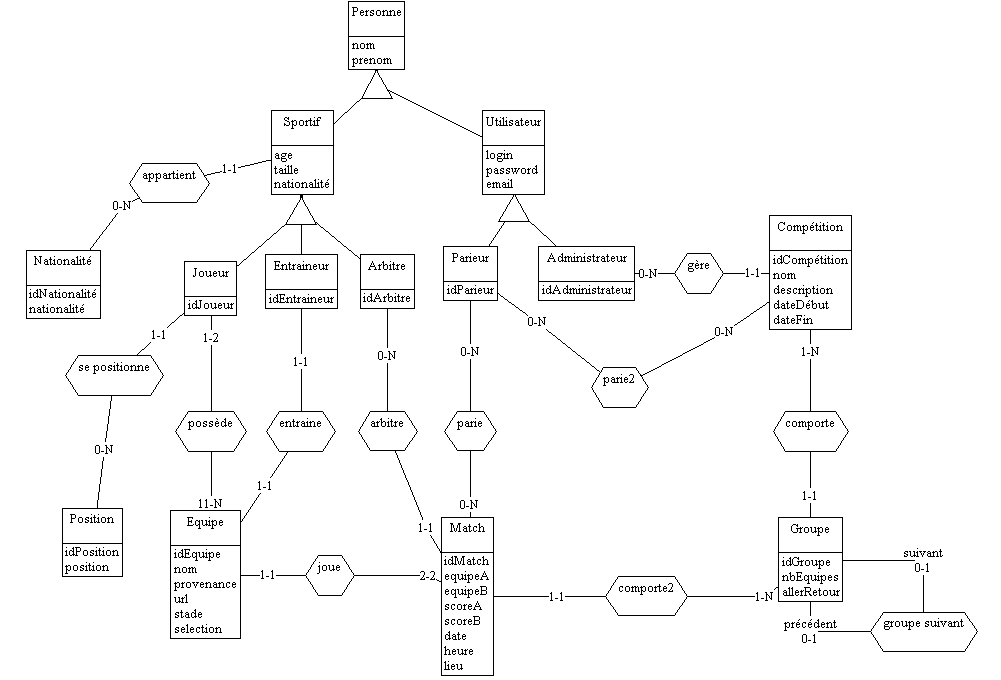 Personne
nom
prenom
Sportif
age
taille
nationalité
Utilisateur
login
password
email
appartient
1-1
0-N
Nationalité
idNationalité
nationalité
Joueur
idJoueur
Entraineur
idEntraineur
Arbitre
idArbitre
Parieur
idParieur
Administrateur
idAdministrateur
0-N
gère
1-1
Compétition
idCompétition
nom
description
dateDébut
dateFin
1-1
1-2
1-1
0-N
0-N
0-N
0-N
1-N
se positionne
parie2
possède
entraine
arbitre
parie
comporte
0-N
11-N
1-1
1-1
0-N
1-1
Position
idPosition
position
Equipe
idEquipe
nom
provenance
url
stade
selection
1-1
joue
2-2
Match
idMatch
equipeA
equipeB
scoreA
scoreB
date
heure
lieu
1-1
comporte2
1-N
Groupe
idGroupe
nbEquipes
allerRetour
suivant
0-1
précédent
0-1
groupe suivant